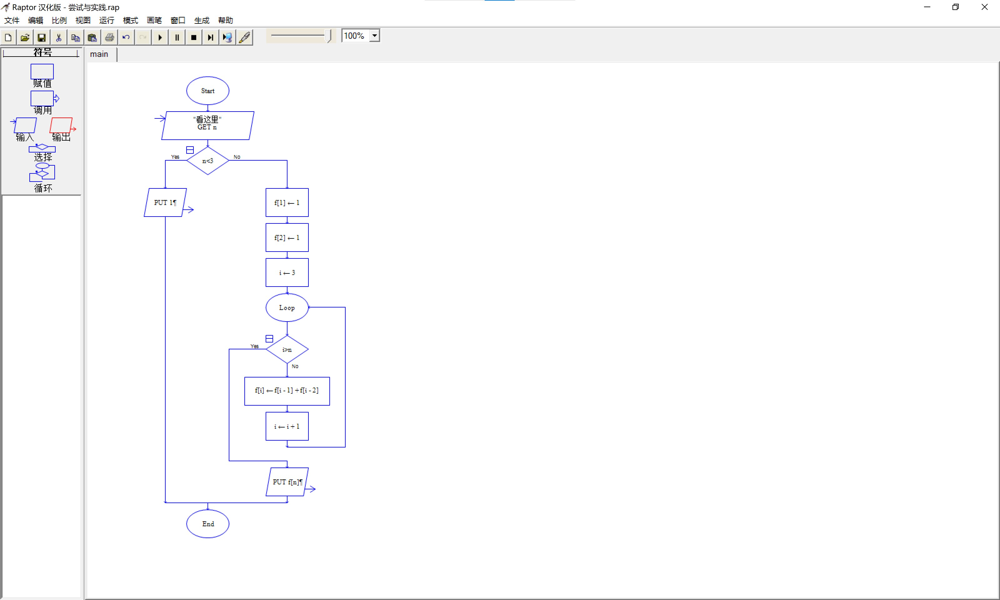 Raptor 汉化版 - 尝试与实践.rap
文件 编辑 比例 视图 运行 模式 画笔 窗口 生成 帮助
100%
符号
main
赋值
调用
输入 输出
选择
循环
Start
"看这里"
GET n
Yes
n<3
No
PUT 1¶
f[1] ← 1
f[2] ← 1
i ← 3
Loop
Yes
i>n
No
f[i] ← f[i - 1] + f[i - 2]
i ← i + 1
PUT f[n]¶
End